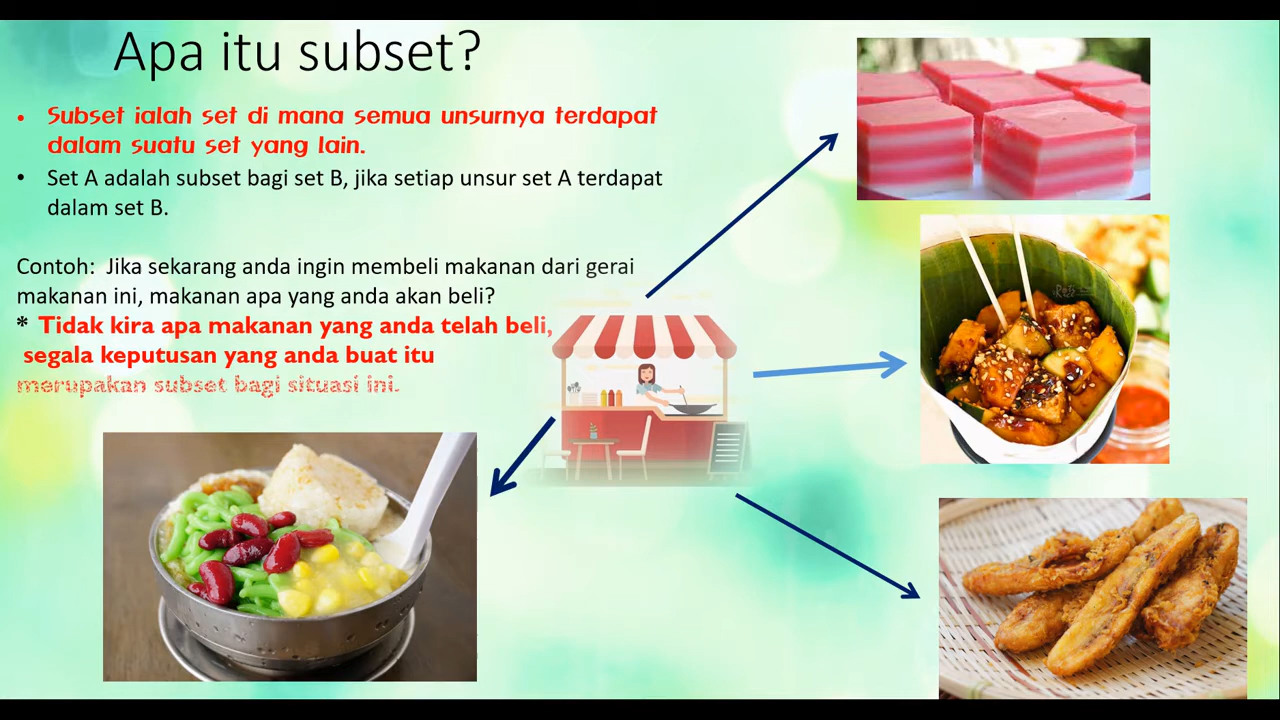 Apa itu subset?
• Subset ialah set di mana semua unsurnya terdapat
dalam suatu set yang lain.
• Set A adalah subset bagi set B, jika setiap unsur set A terdapat
dalam set B.
Contoh: Jika sekarang anda ingin membeli makanan dari gerai
makanan ini, makanan apa yang anda akan beli?
* Tidak kira apa makanan yang anda telah beli,
segala keputusan yang anda buat itu
merupakan subset bagi situasi ini.